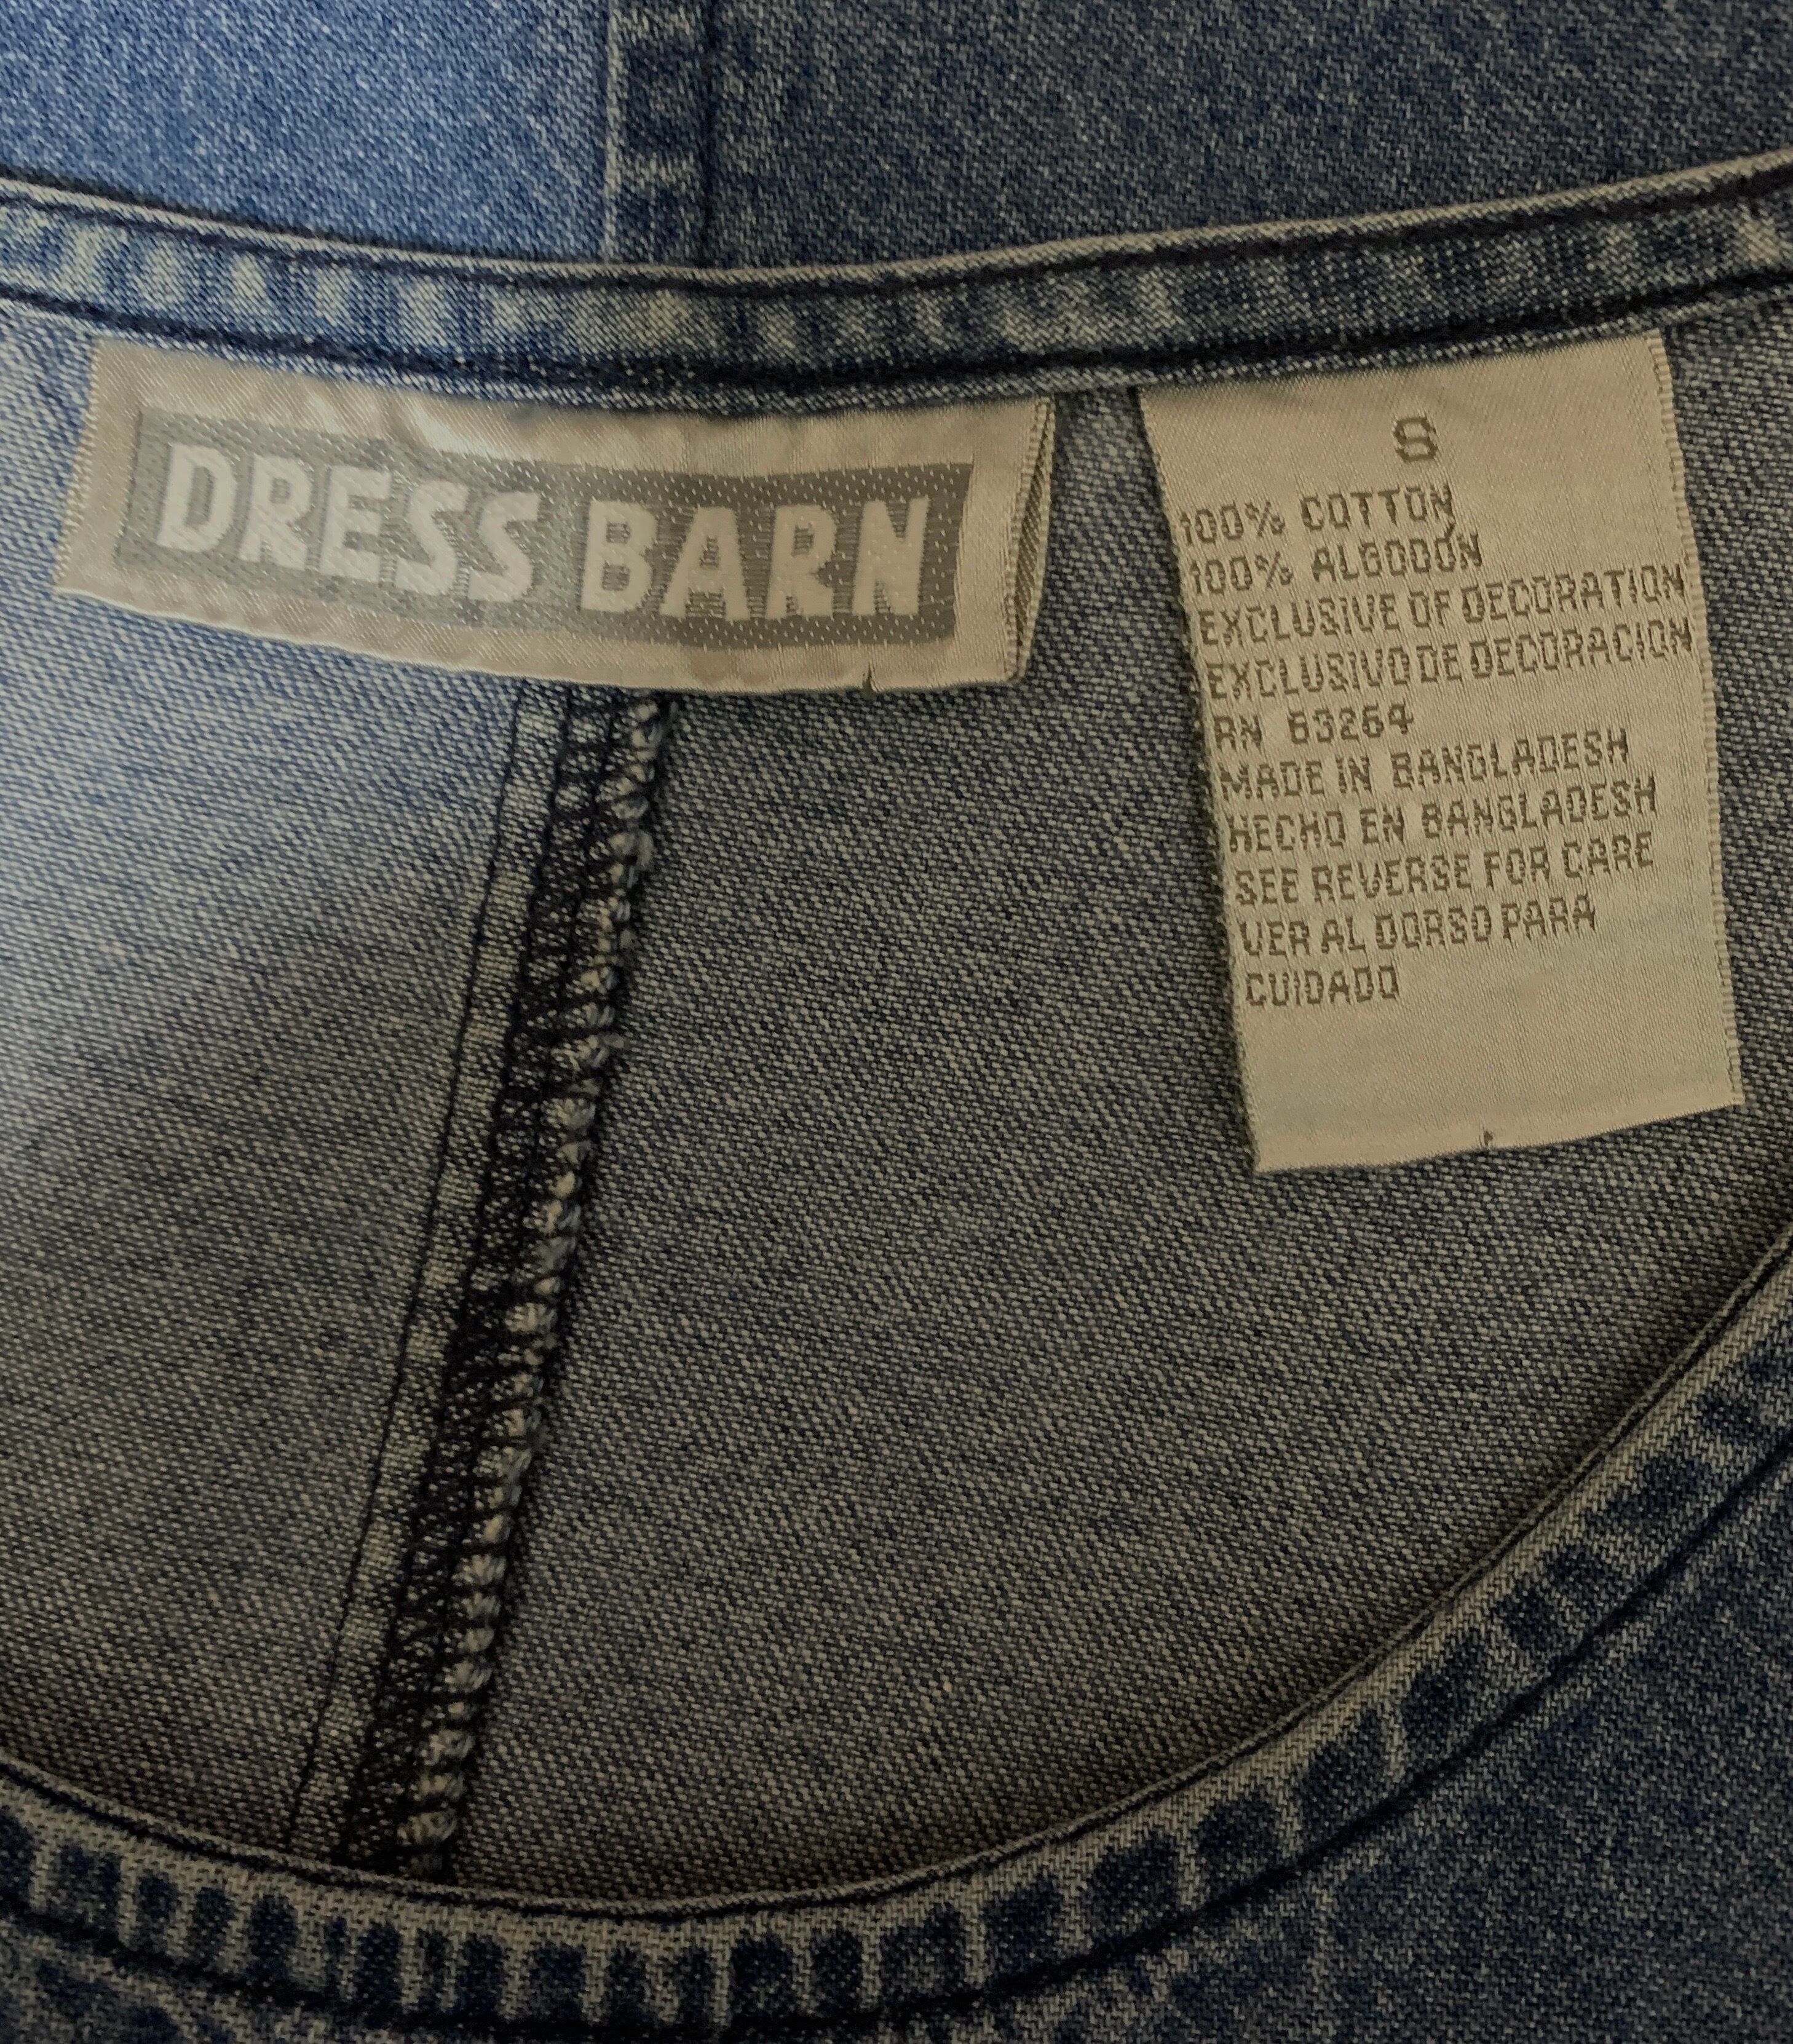 DRESS BARN
S
100% COTTON
100% ALGODÓN
EXCLUSIVE OF DECORATION
EXCLUSIVO DE DECORACION
RN 63264
MADE IN BANGLADESH
HECHO EN BANGLADESH
SEE REVERSE FOR CARE
VER AL DORSO PARA
CUIDADO